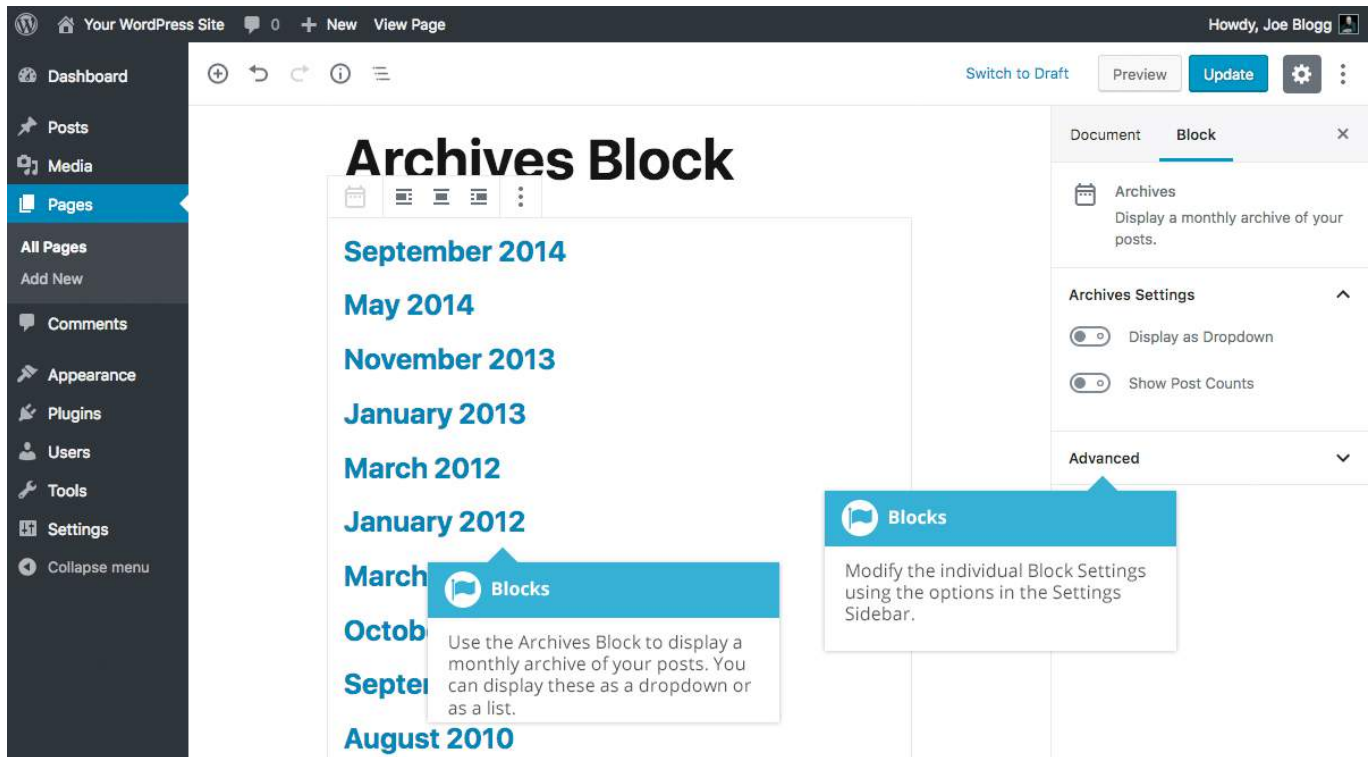 Your WordPress Site 0 New View Page Howdy, Joe Blogg
Dashboard
Posts
Media
Pages
All Pages
Add New
Comments
Appearance
Plugins
Users
Tools
Settings
Collapse menu
Switch to Draft Preview Update
Archives Block
September 2014
May 2014
November 2013
January 2013
March 2012
January 2012
March
August 2010
Blocks
Use the Archives Block to display a
monthly archive of your posts. You
can display these as a dropdown or
as a list.
Document Block
Archives
Display a monthly archive of your
posts.
Archives Settings
Display as Dropdown
Show Post Counts
Advanced
Blocks
Modify the individual Block Settings
using the options in the Settings
Sidebar.